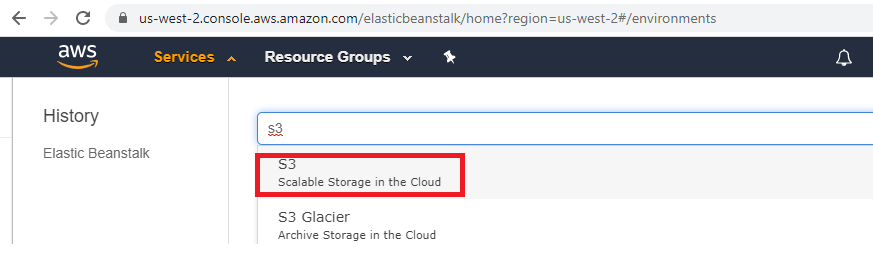 us-west-2.console.aws.amazon.com/elasticbeanstalk/home?region=us-west-2#/environments
aws Services Resource Groups
History
s3
Elastic Beanstalk
S3
Scalable Storage in the Cloud
S3 Glacier
Archive Storage in the Cloud